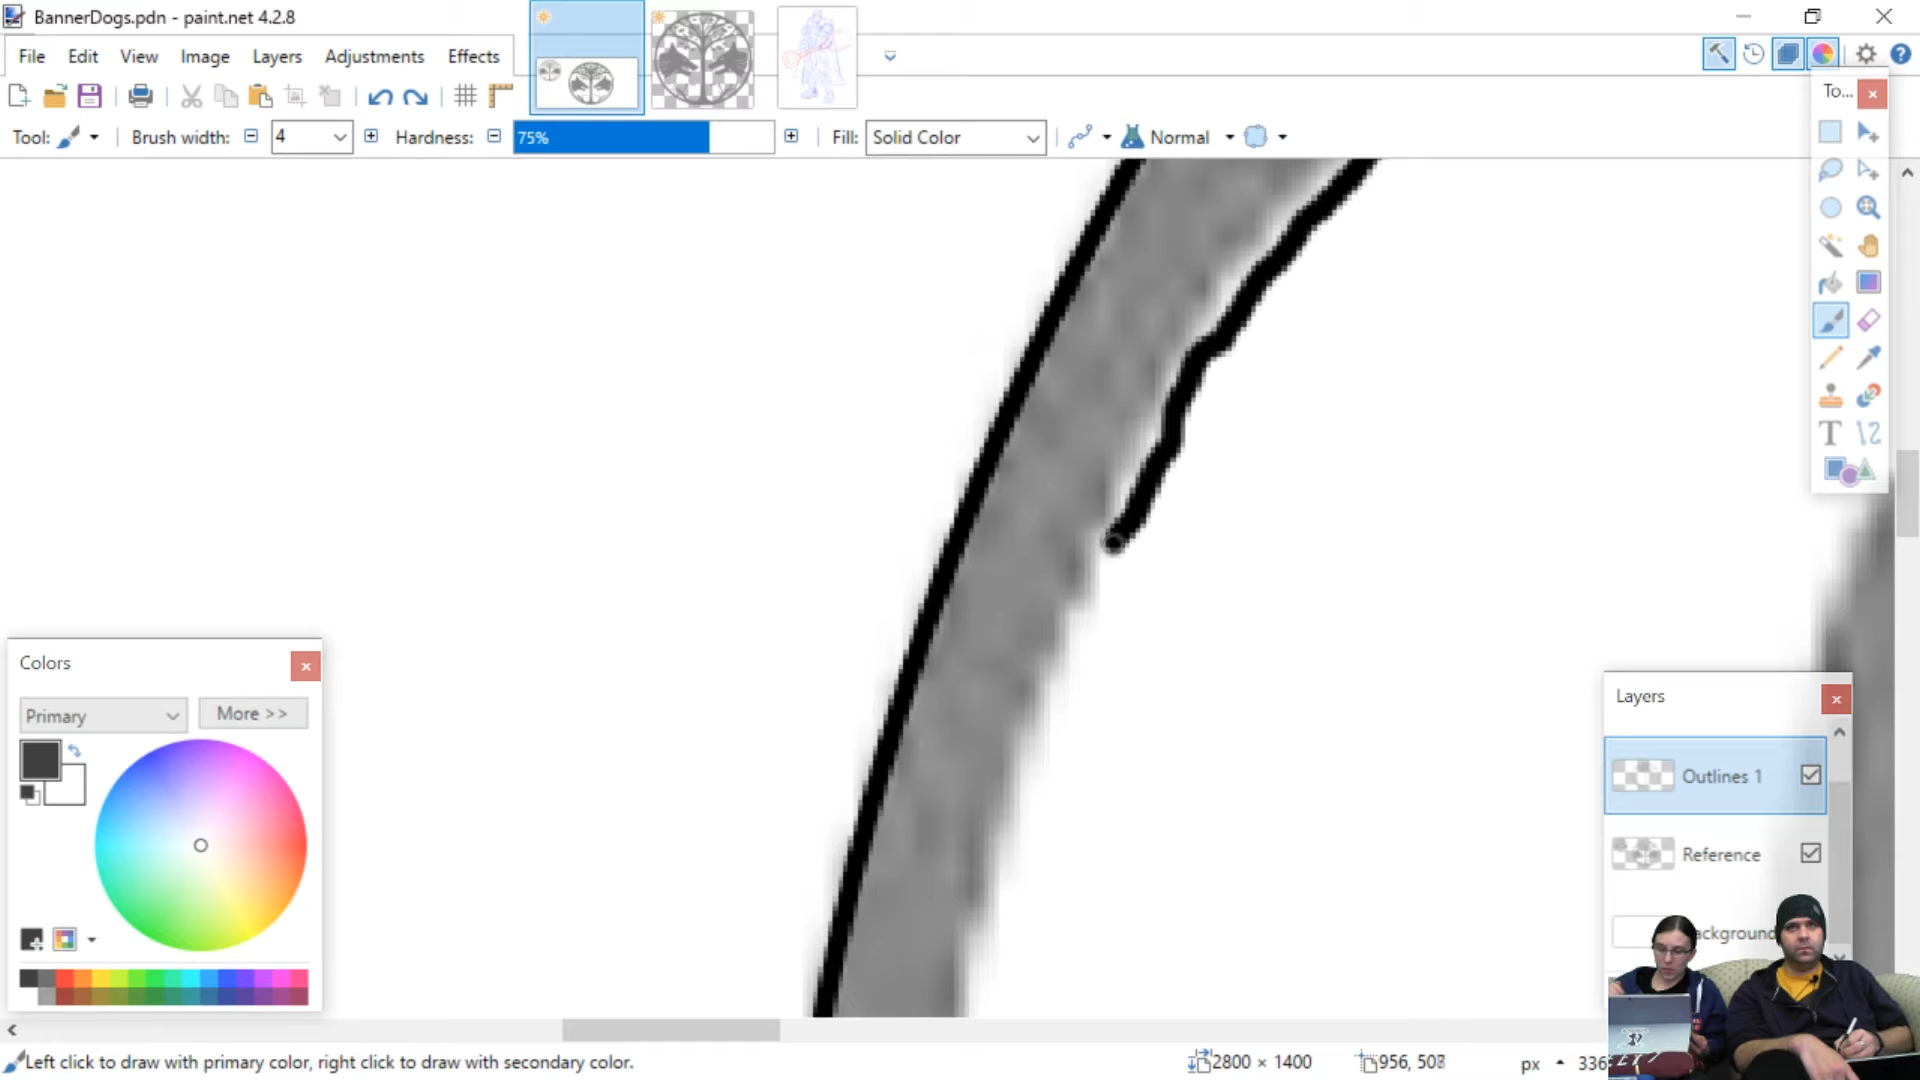 BannerDogs.pdn - paint.net 4.2.8
File Edit View Image Layers Adjustments Effects
Tool: Brush width: 4 Hardness: 75% Fill: Solid Color Normal
To...
Colors
Primary More >>
Layers
Outlines 1
Reference
ackground
Left click to draw with primary color, right click to draw with secondary color. 2800 × 1400 956, 508 px 336